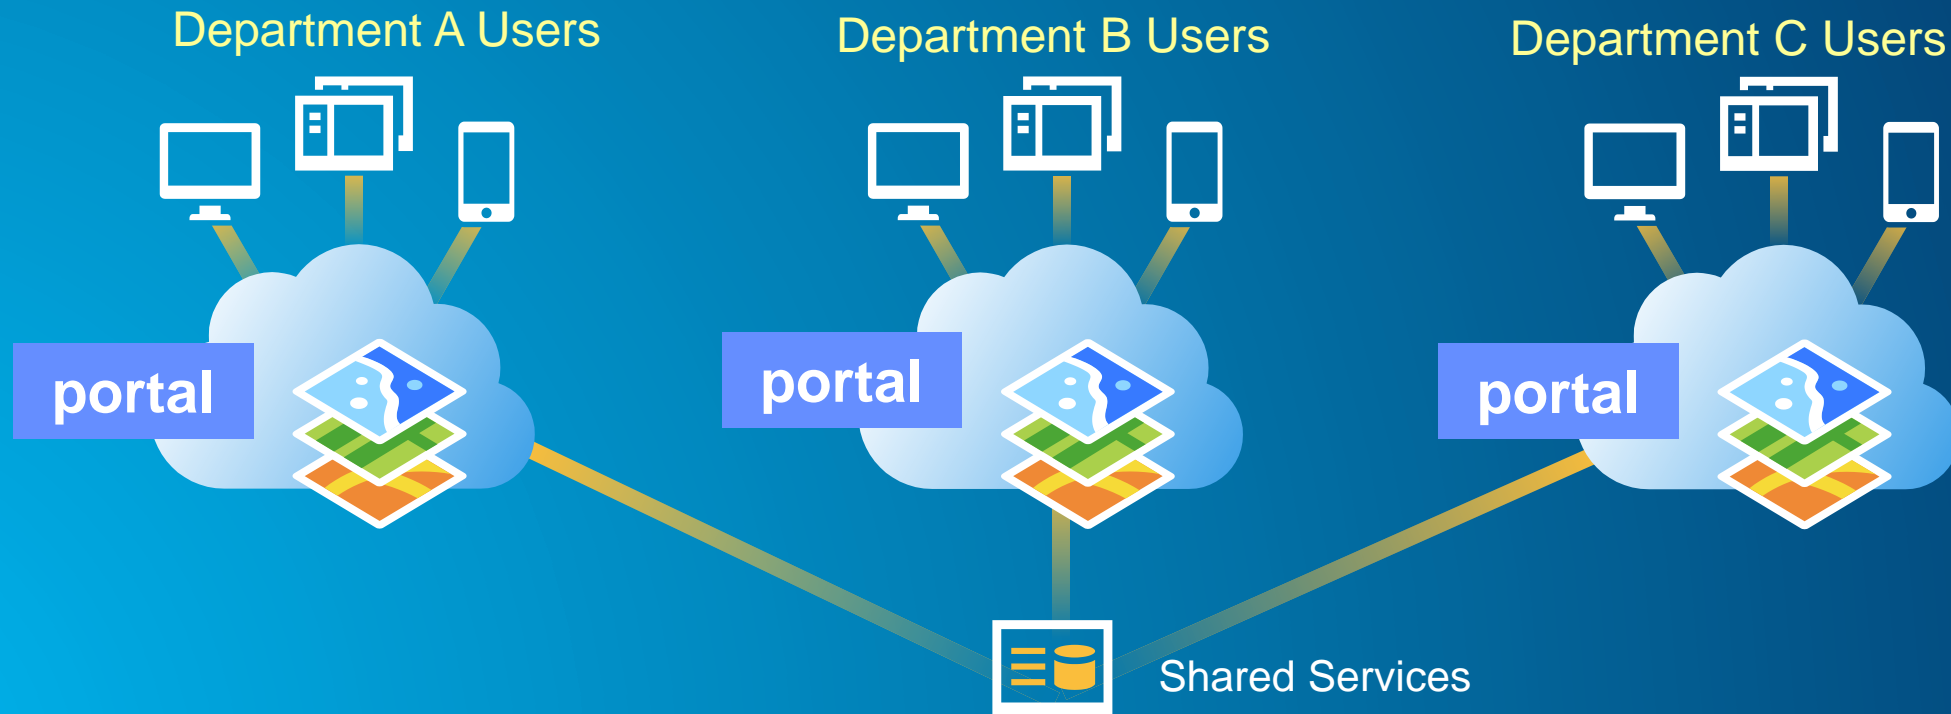 Department A Users
Department B Users
Department C Users
portal
portal
portal
Shared Services